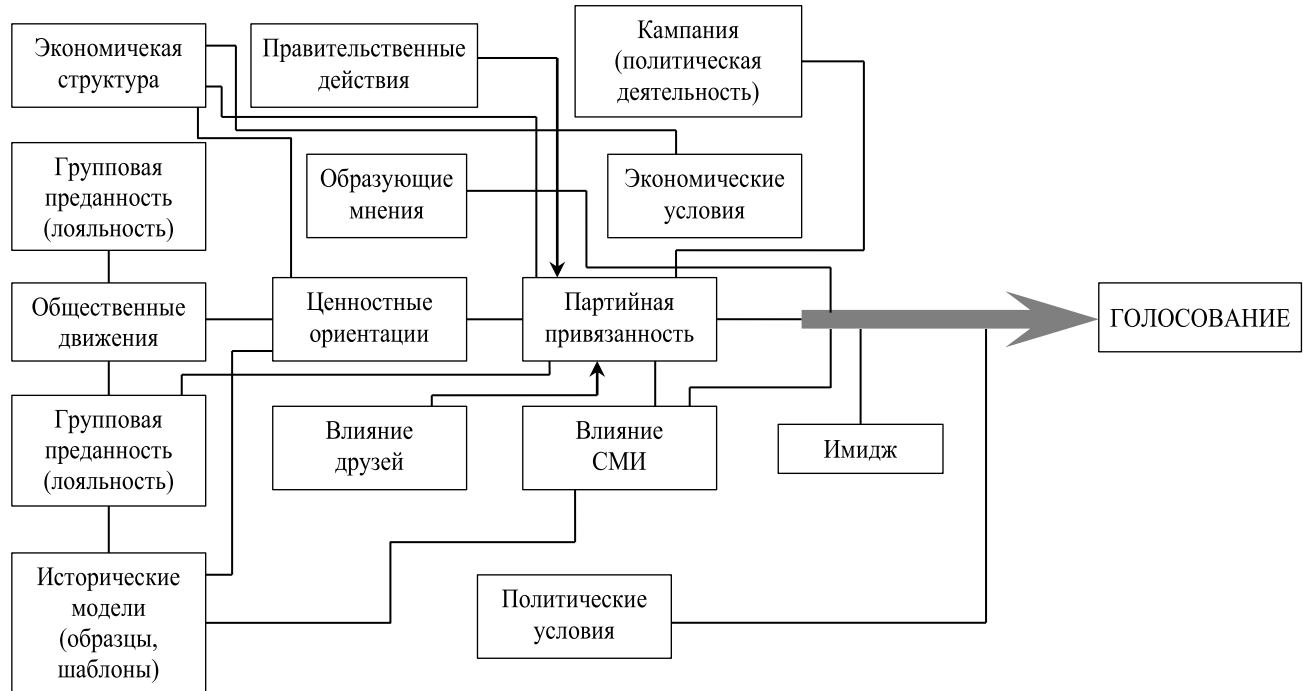 Экономичекая
структура
Правительственные
действия
Кампания
(политическая
деятельность)
Групповая
преданность
(лояльность)
Образующие
мнения
Экономические
условия
Общественные
движения
Ценностные
ориентации
Партийная
привязанность
ГОЛОСОВАНИЕ
Групповая
преданность
(лояльность)
Влияние
друзей
Влияние
СМИ
Имидж
Исторические
модели
(образцы,
шаблоны)
Политические
условия